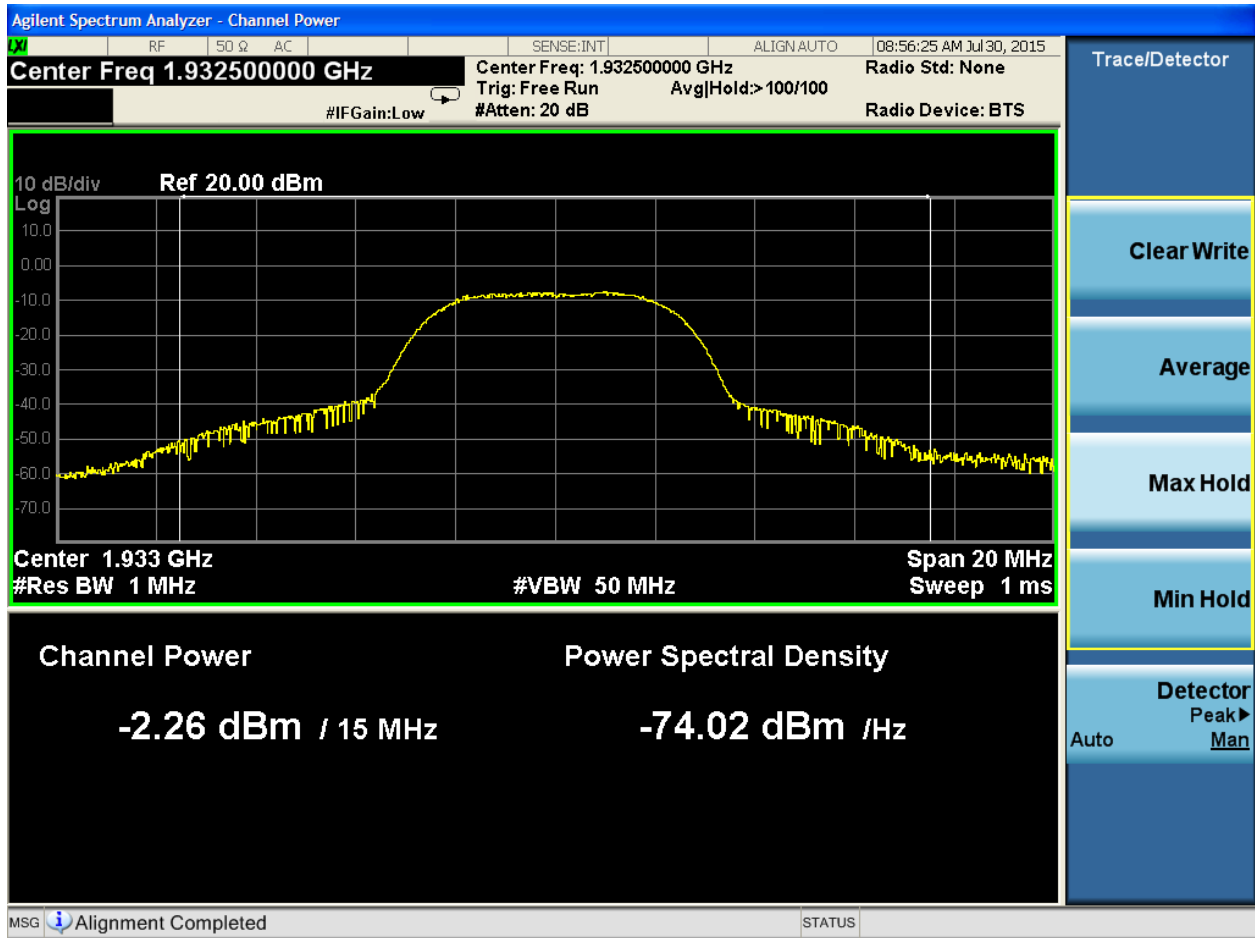 Agilent Spectrum Analyzer - Channel Power
LXI RF 50 Ω AC SENSE:INT ALIGN AUTO 08:56:25 AM Jul 30, 2015
Center Freq 1.932500000 GHz
Center Freq: 1.932500000 GHz
Radio Std: None
Trig: Free Run Avg|Hold:> 100/100
#IFGain:Low
#Atten: 20 dB
Radio Device: BTS
Trace/Detector
10 dB/div Ref 20.00 dBm
Log
10.0
0.00
-10.0
-20.0
-30.0
-40.0
-50.0
-60.0
-70.0
Center 1.933 GHz Span 20 MHz
#Res BW 1 MHz #VBW 50 MHz Sweep 1 ms
Channel Power Power Spectral Density
-2.26 dBm / 15 MHz -74.02 dBm /Hz
Clear Write
Average
Max Hold
Min Hold
Detector
Peak▶
Auto Man
MSG Alignment Completed STATUS